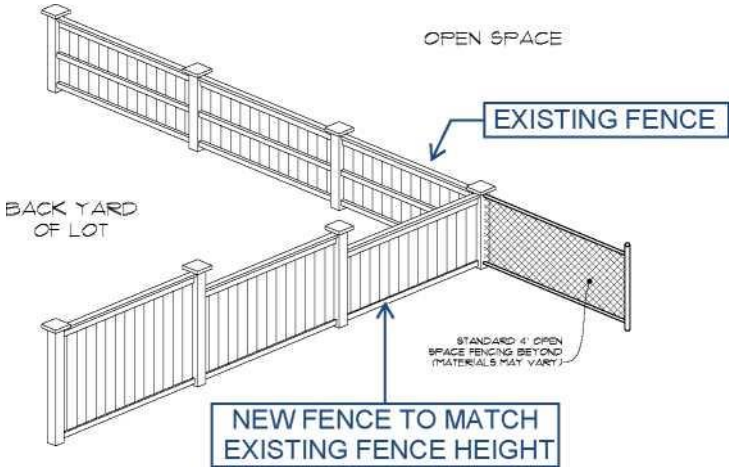 OPEN SPACE
EXISTING FENCE
BACK YARD
OF LOT
STANDARD 4' OPEN
SPACE FENCING BEYOND
(MATERIALS MAY VARY)
NEW FENCE TO MATCH
EXISTING FENCE HEIGHT